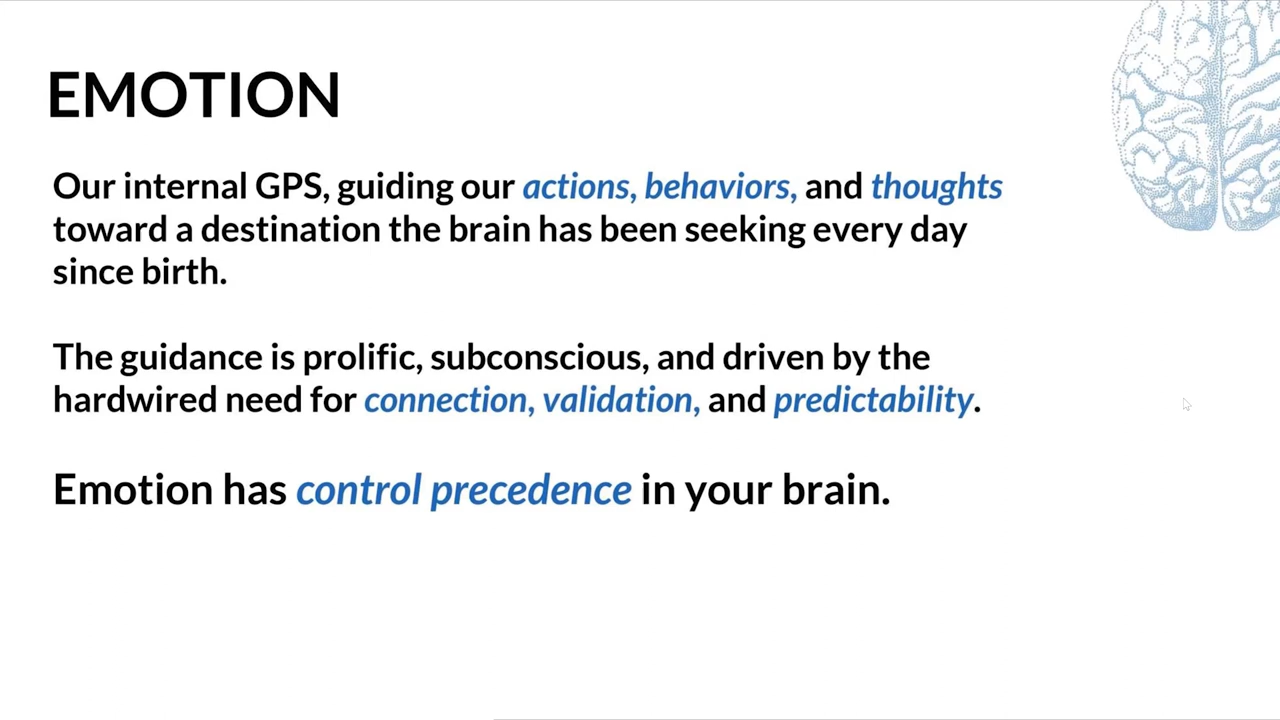 EMOTION
Our internal GPS, guiding our actions, behaviors, and thoughts
toward a destination the brain has been seeking every day
since birth.
The guidance is prolific, subconscious, and driven by the
hardwired need for connection, validation, and predictability.
Emotion has control precedence in your brain.